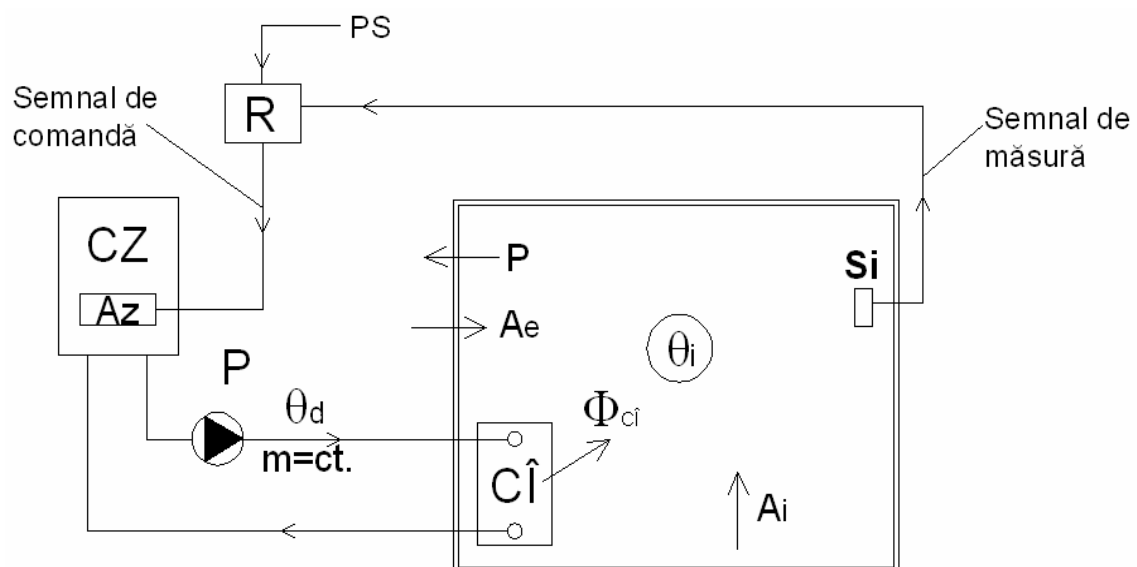 PS
Semnal de
comandă
R
Semnal de
măsură
CZ
Az
P
Si
Ae
θi
P
θd
m=ct.
Φcî
CÎ
Ai